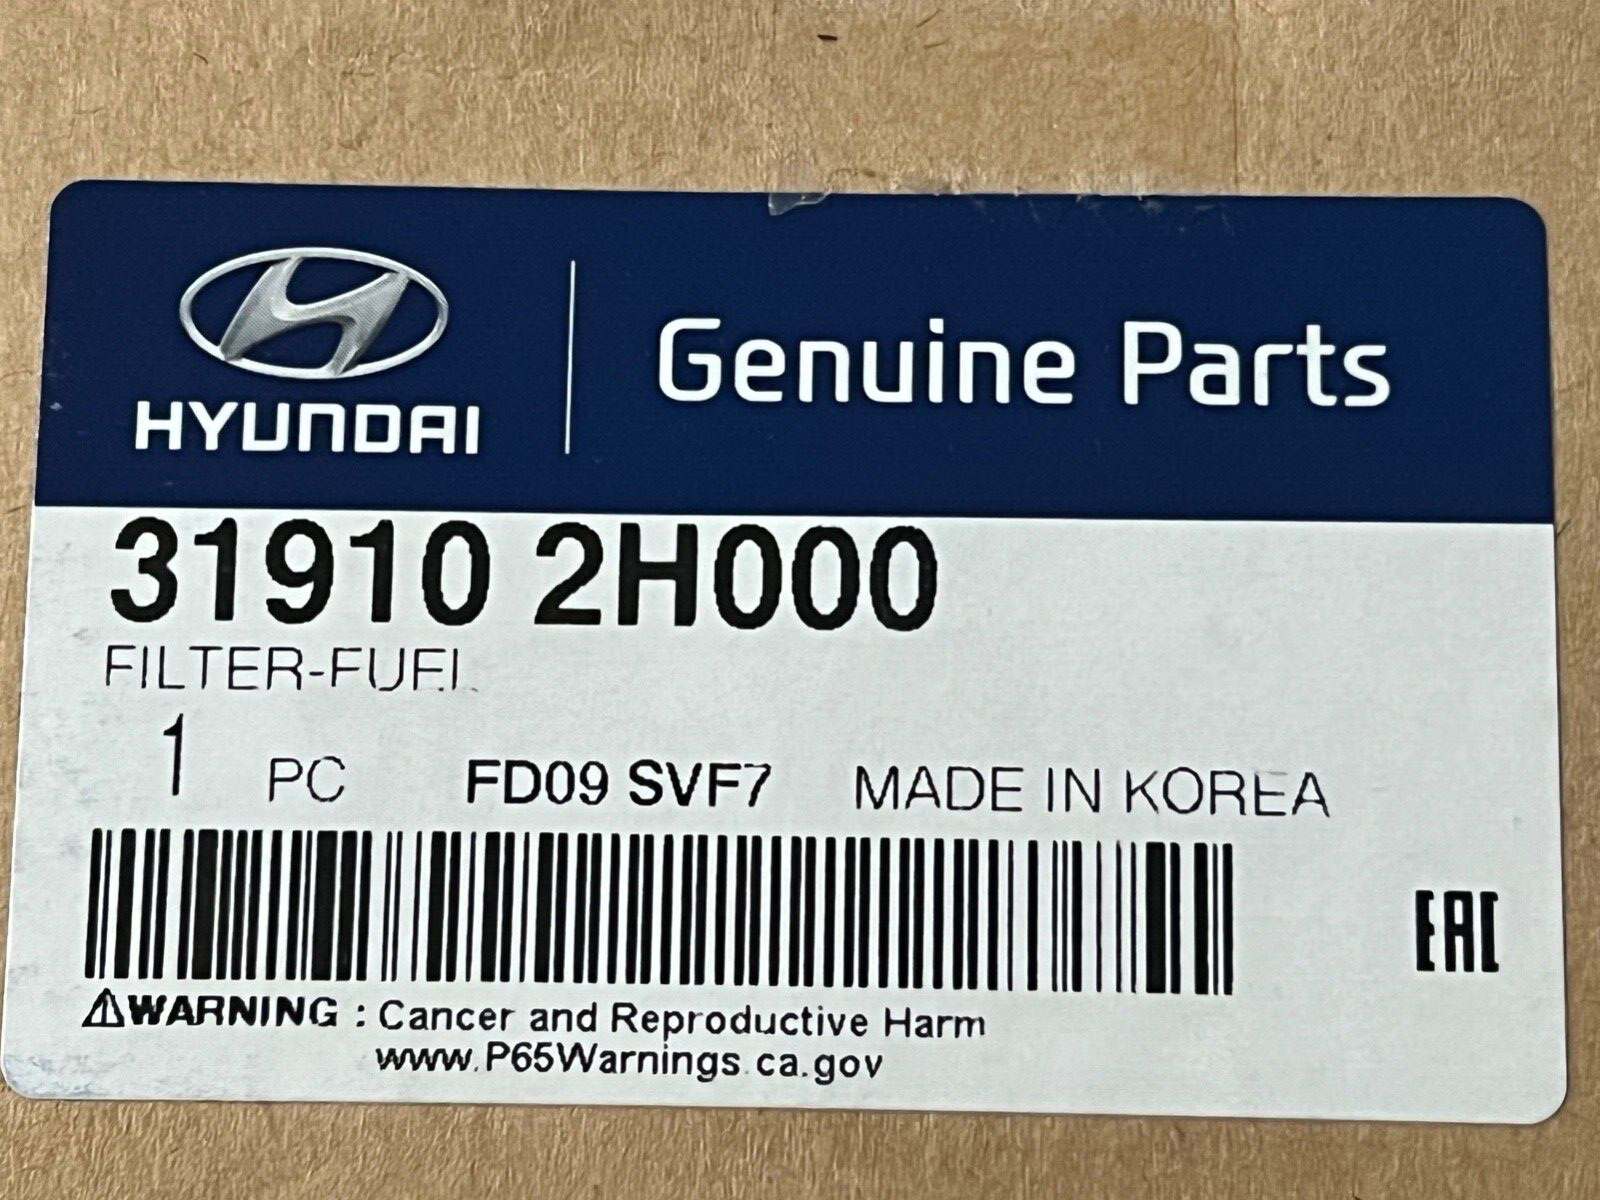 HYUNDAI
Genuine Parts
31910 2H000
FILTER-FUEL
1 PC FD09 SVF7 MADE IN KOREA
EAC
⚠WARNING : Cancer and Reproductive Harm
www.P65Warnings.ca.gov